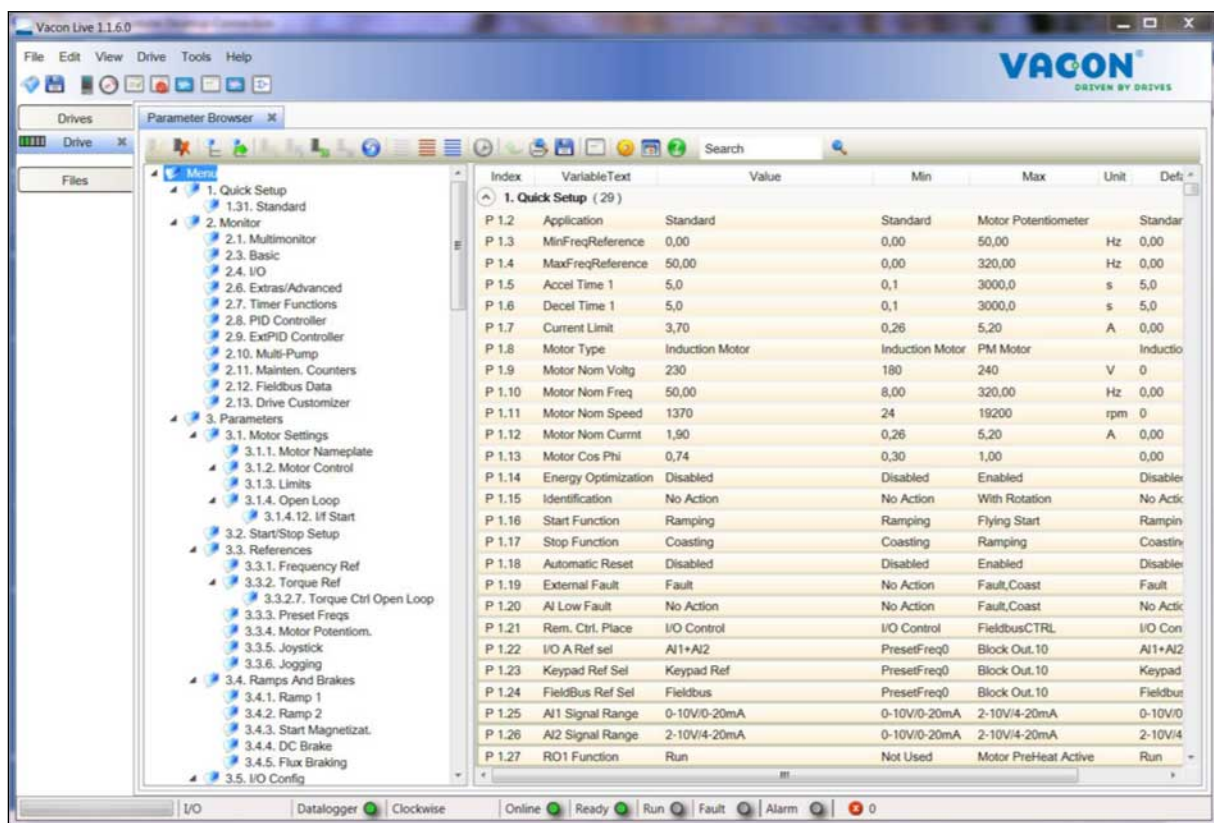 Vacon Live 1.1.6.0
File Edit View Drive Tools Help
VACON®
DRIVEN BY DRIVES
Drives
Drive
Files
Parameter Browser
Search
Menu
1. Quick Setup
1.31. Standard
2. Monitor
2.1. Multimonitor
2.3. Basic
2.4. I/O
2.6. Extras/Advanced
2.7. Timer Functions
2.8. PID Controller
2.9. ExtPID Controller
2.10. Multi-Pump
2.11. Mainten. Counters
2.12. Fieldbus Data
2.13. Drive Customizer
3. Parameters
3.1. Motor Settings
3.1.1. Motor Nameplate
3.1.2. Motor Control
3.1.3. Limits
3.1.4. Open Loop
3.1.4.12. I/f Start
3.2. Start/Stop Setup
3.3. References
3.3.1. Frequency Ref
3.3.2. Torque Ref
3.3.2.7. Torque Ctrl Open Loop
3.3.3. Preset Freqs
3.3.4. Motor Potentiom.
3.3.5. Joystick
3.3.6. Jogging
3.4. Ramps And Brakes
3.4.1. Ramp 1
3.4.2. Ramp 2
3.4.3. Start Magnetizat.
3.4.4. DC Brake
3.4.5. Flux Braking
3.5. I/O Config
Index VariableText Value Min Max Unit Defa
1. Quick Setup (29)
P 1.2 Application Standard Standard Motor Potentiometer Standar
P 1.3 MinFreqReference 0,00 0,00 50,00 Hz 0,00
P 1.4 MaxFreqReference 50,00 0,00 320,00 Hz 0,00
P 1.5 Accel Time 1 5,0 0,1 3000,0 s 5,0
P 1.6 Decel Time 1 5,0 0,1 3000,0 s 5,0
P 1.7 Current Limit 3,70 0,26 5,20 A 0,00
P 1.8 Motor Type Induction Motor Induction Motor PM Motor Inductio
P 1.9 Motor Nom Voltg 230 180 240 V 0
P 1.10 Motor Nom Freq 50,00 8,00 320,00 Hz 0,00
P 1.11 Motor Nom Speed 1370 24 19200 rpm 0
P 1.12 Motor Nom Currnt 1,90 0,26 5,20 A 0,00
P 1.13 Motor Cos Phi 0,74 0,30 1,00 0,00
P 1.14 Energy Optimization Disabled Disabled Enabled Disabled
P 1.15 Identification No Action No Action With Rotation No Actic
P 1.16 Start Function Ramping Ramping Flying Start Rampin
P 1.17 Stop Function Coasting Coasting Ramping Coastin
P 1.18 Automatic Reset Disabled Disabled Enabled Disabled
P 1.19 External Fault Fault No Action Fault,Coast Fault
P 1.20 AI Low Fault No Action No Action Fault,Coast No Actic
P 1.21 Rem. Ctrl. Place I/O Control I/O Control FieldbusCTRL I/O Con
P 1.22 I/O A Ref sel AI1+AI2 PresetFreq0 Block Out.10 AI1+AI2
P 1.23 Keypad Ref Sel Keypad Ref PresetFreq0 Block Out.10 Keypad
P 1.24 FieldBus Ref Sel Fieldbus PresetFreq0 Block Out.10 Fieldbus
P 1.25 AI1 Signal Range 0-10V/0-20mA 0-10V/0-20mA 2-10V/4-20mA 0-10V/0
P 1.26 AI2 Signal Range 2-10V/4-20mA 0-10V/0-20mA 2-10V/4-20mA 2-10V/4
P 1.27 RO1 Function Run Not Used Motor PreHeat Active Run
I/O Datalogger Clockwise Online Ready Run Fault Alarm 0